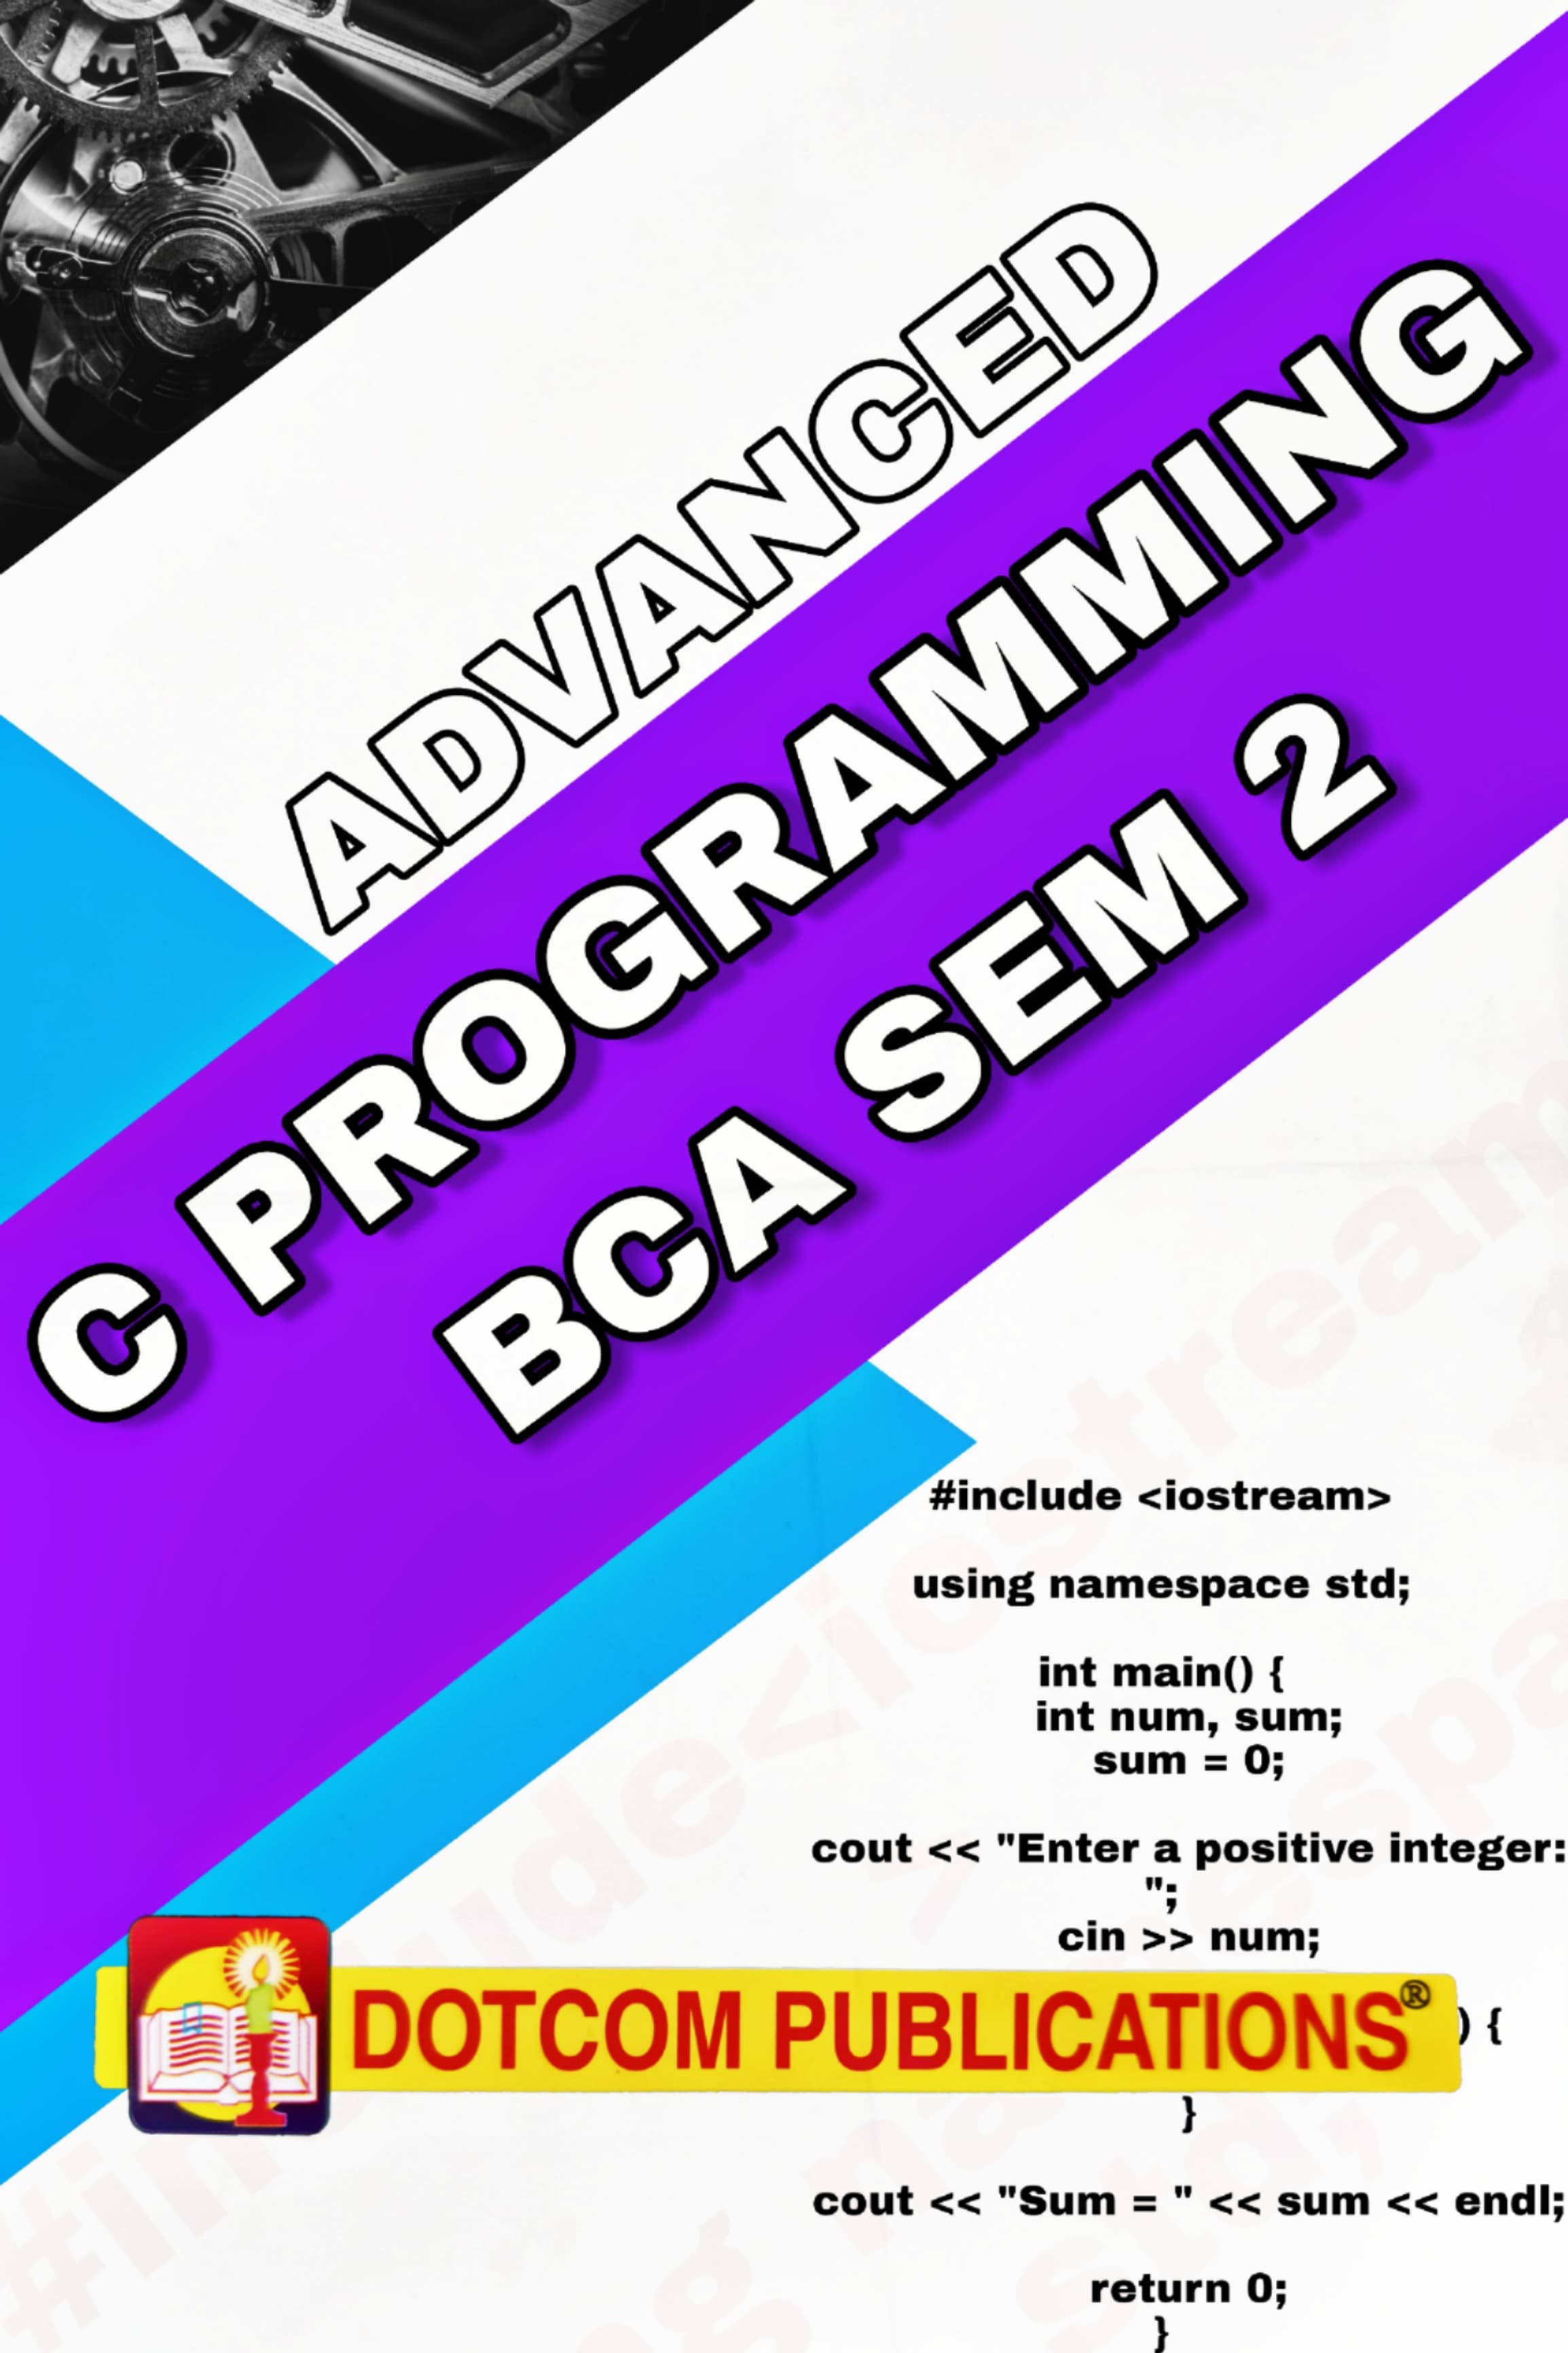 ADVANCED
C PROGRAMMING
BCA SEM 2
#include <iostream>
using namespace std;
int main() {
int num, sum;
sum = 0;
cout << "Enter a positive integer:
";
cin >> num;
) {
DOTCOM PUBLICATIONS®
}
cout << "Sum = " << sum << endl;
return 0;
}